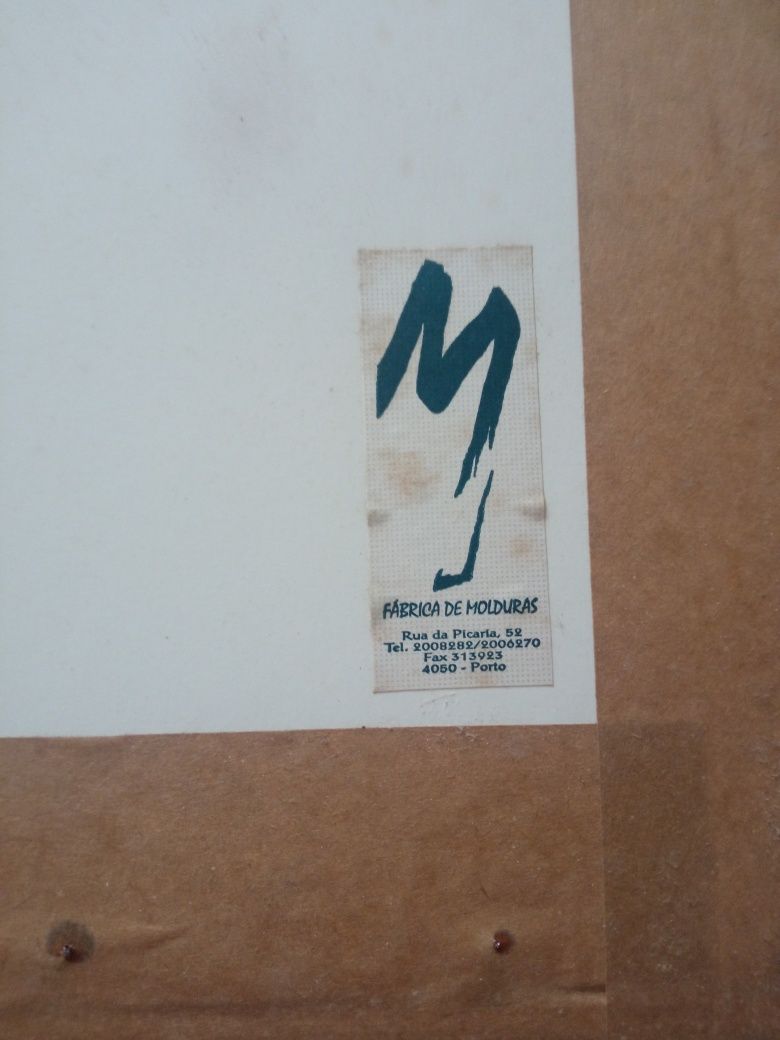 MJ
FÁBRICA DE MOLDURAS
Rua da Picaria, 52
Tel. 2008282/2006270
Fax 313923
4050 - Porto